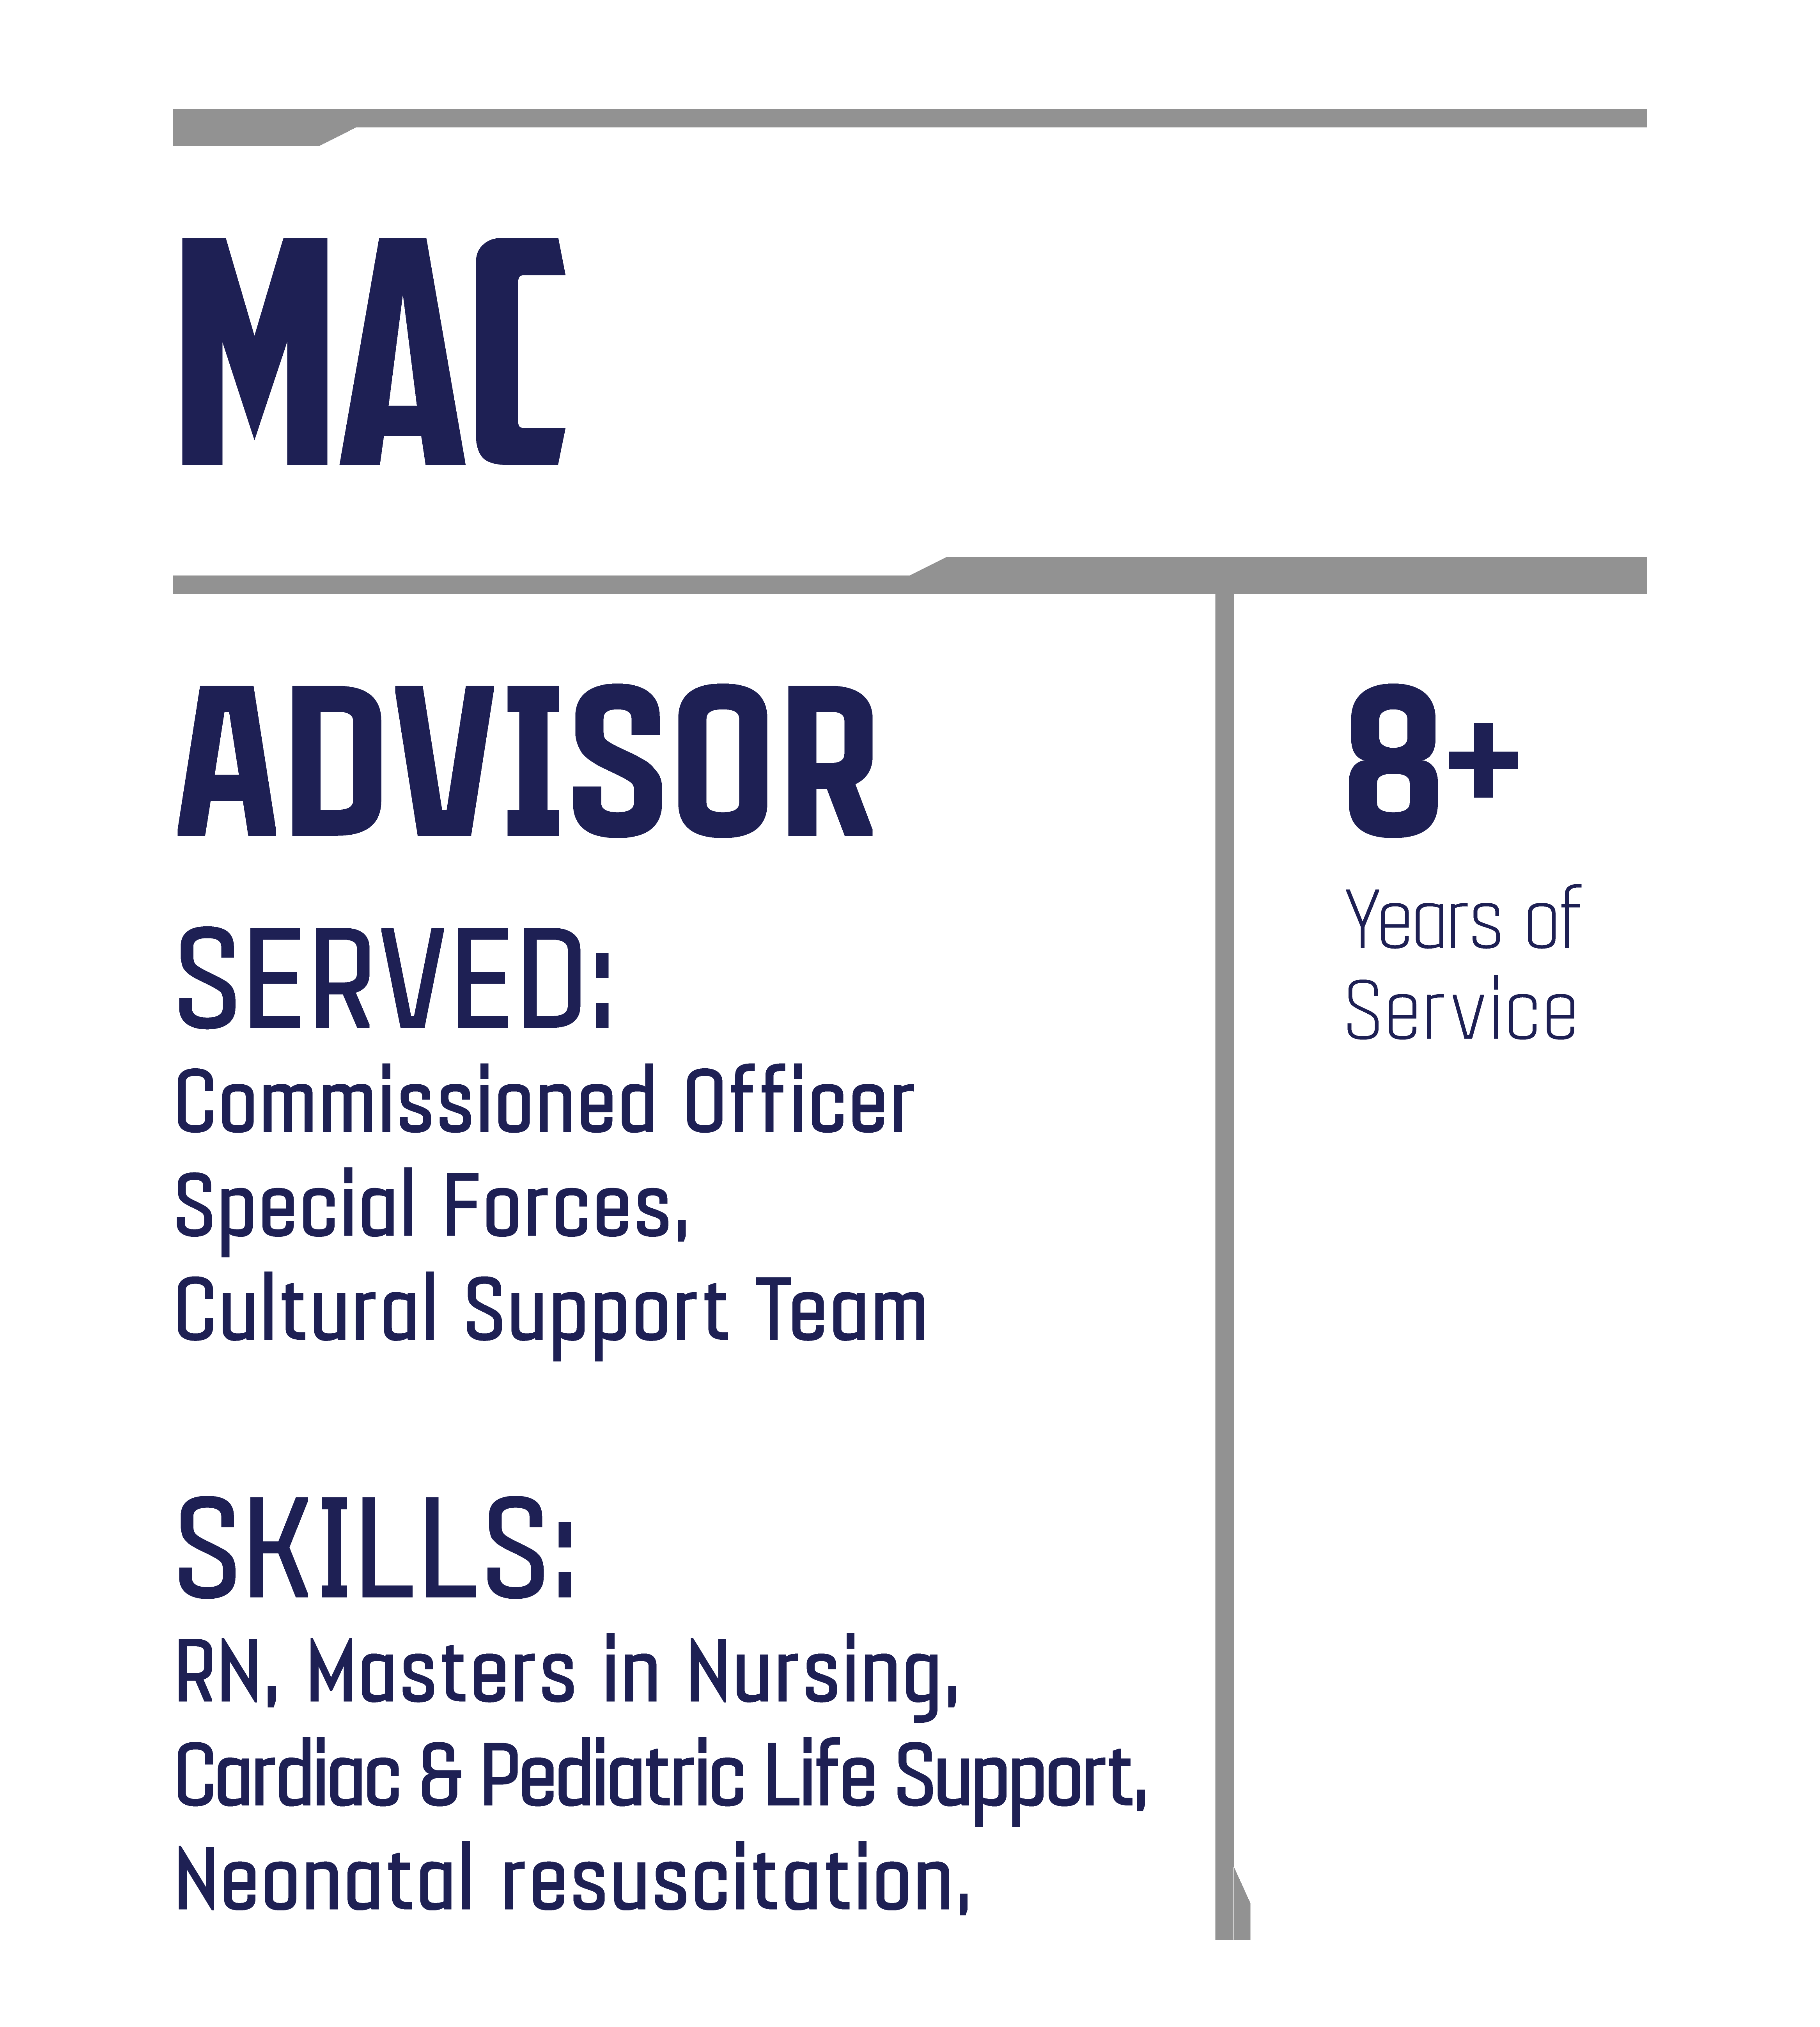 MAC
ADVISOR
SERVED:
Commissioned Officer
Special Forces,
Cultural Support Team
SKILLS:
RN, Masters in Nursing,
Cardiac & Pediatric Life Support,
Neonatal resuscitation,
8+
Years of
Service